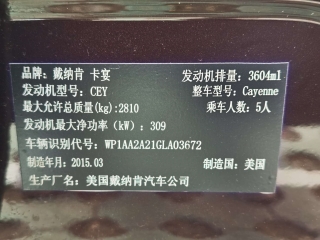 品牌：戴纳肯 卡宴 发动机排量：3604ml
发动机型号：CEY 整车型号：Cayenne
最大允许总质量(kg):2810 乘车人数：5人
发动机最大净功率（kW）：309
车辆识别代号：WP1AA2A21GLA03672
制造年月：2015.03 制造国：美国
生产厂名：美国戴纳肯汽车公司